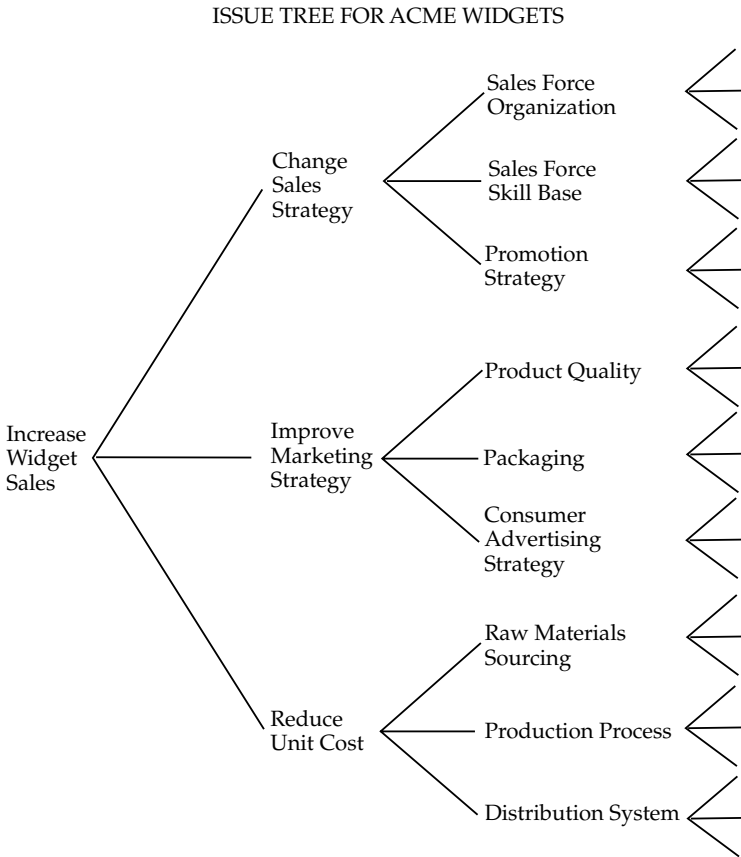 ISSUE TREE FOR ACME WIDGETS
Increase
Widget
Sales
Change
Sales
Strategy
Sales Force
Organization
Sales Force
Skill Base
Promotion
Strategy
Improve
Marketing
Strategy
Product Quality
Packaging
Consumer
Advertising
Strategy
Reduce
Unit Cost
Raw Materials
Sourcing
Production Process
Distribution System